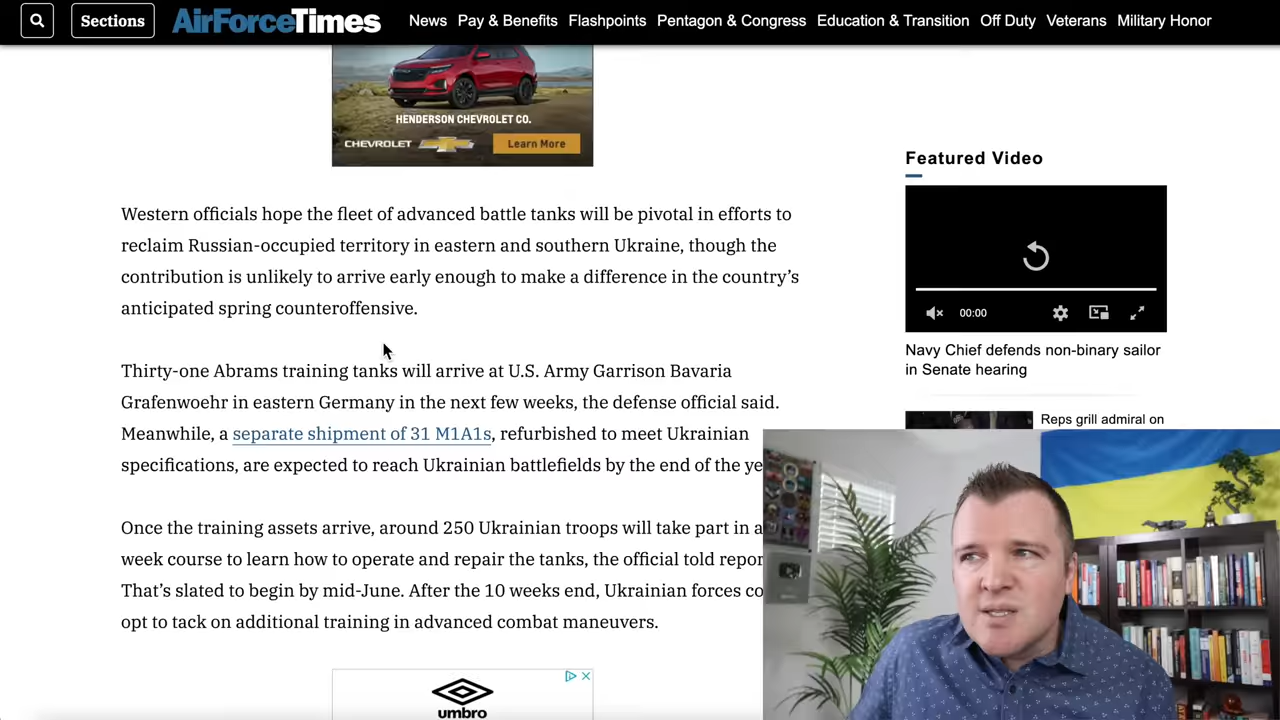 Sections
AirForceTimes
News Pay & Benefits Flashpoints Pentagon & Congress Education & Transition Off Duty Veterans Military Honor
HENDERSON CHEVROLET CO.
CHEVROLET
Learn More
Western officials hope the fleet of advanced battle tanks will be pivotal in efforts to
reclaim Russian-occupied territory in eastern and southern Ukraine, though the
contribution is unlikely to arrive early enough to make a difference in the country’s
anticipated spring counteroffensive.
Thirty-one Abrams training tanks will arrive at U.S. Army Garrison Bavaria
Grafenwoehr in eastern Germany in the next few weeks, the defense official said.
Meanwhile, a separate shipment of 31 M1A1s, refurbished to meet Ukrainian
specifications, are expected to reach Ukrainian battlefields by the end of the ye
Once the training assets arrive, around 250 Ukrainian troops will take part in a
week course to learn how to operate and repair the tanks, the official told repor
That’s slated to begin by mid-June. After the 10 weeks end, Ukrainian forces co
opt to tack on additional training in advanced combat maneuvers.
umbro
Featured Video
00:00
Navy Chief defends non-binary sailor
in Senate hearing
Reps grill admiral on